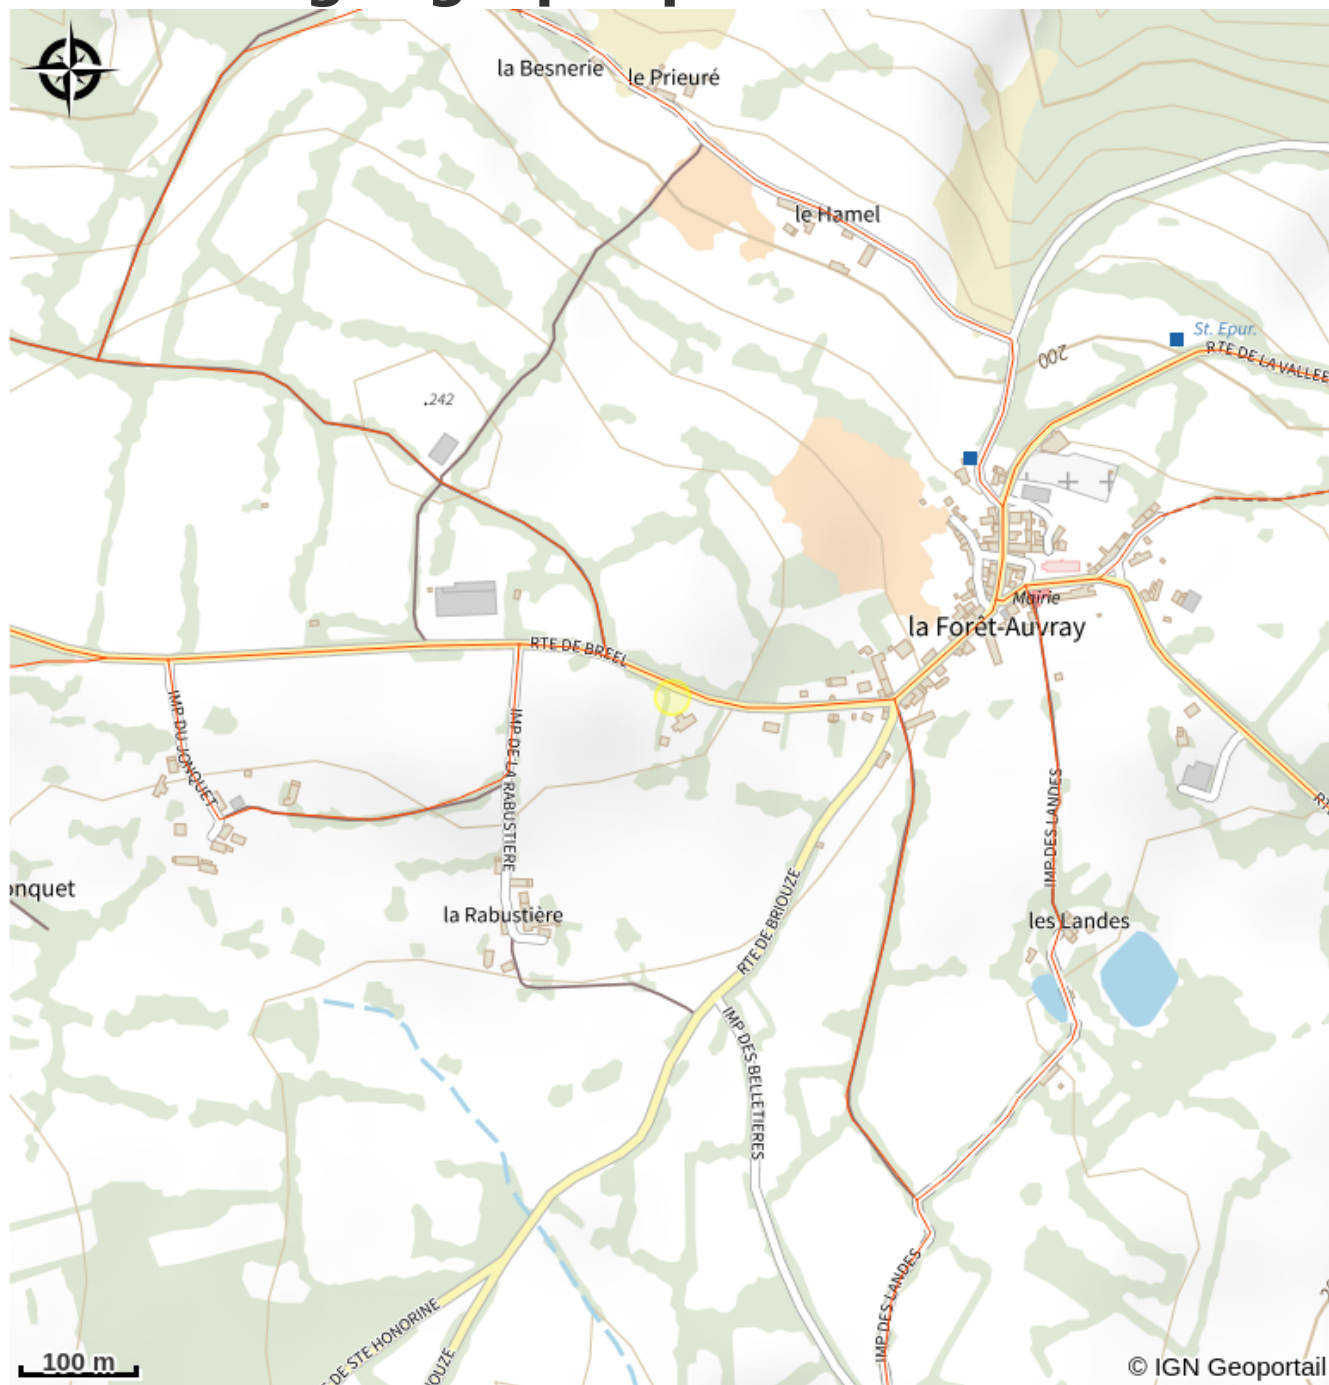 la Besnerie
le Prieuré
le Hamel
200
St. Epur.
RTE DE LA VALLEE
.242
Mairie
la Forêt-Auvray
RTE DE BREEL
IMP DU JONQUET
IMP DE LA RABUSTIERE
IMP DES LANDES
onquet
la Rabustière
RTE DE BRIOUZE
les Landes
IMP DES BELLETIERES
IMP DES LANDES
DE STE HONORINE
IOUZE
100 m
© IGN Geoportail